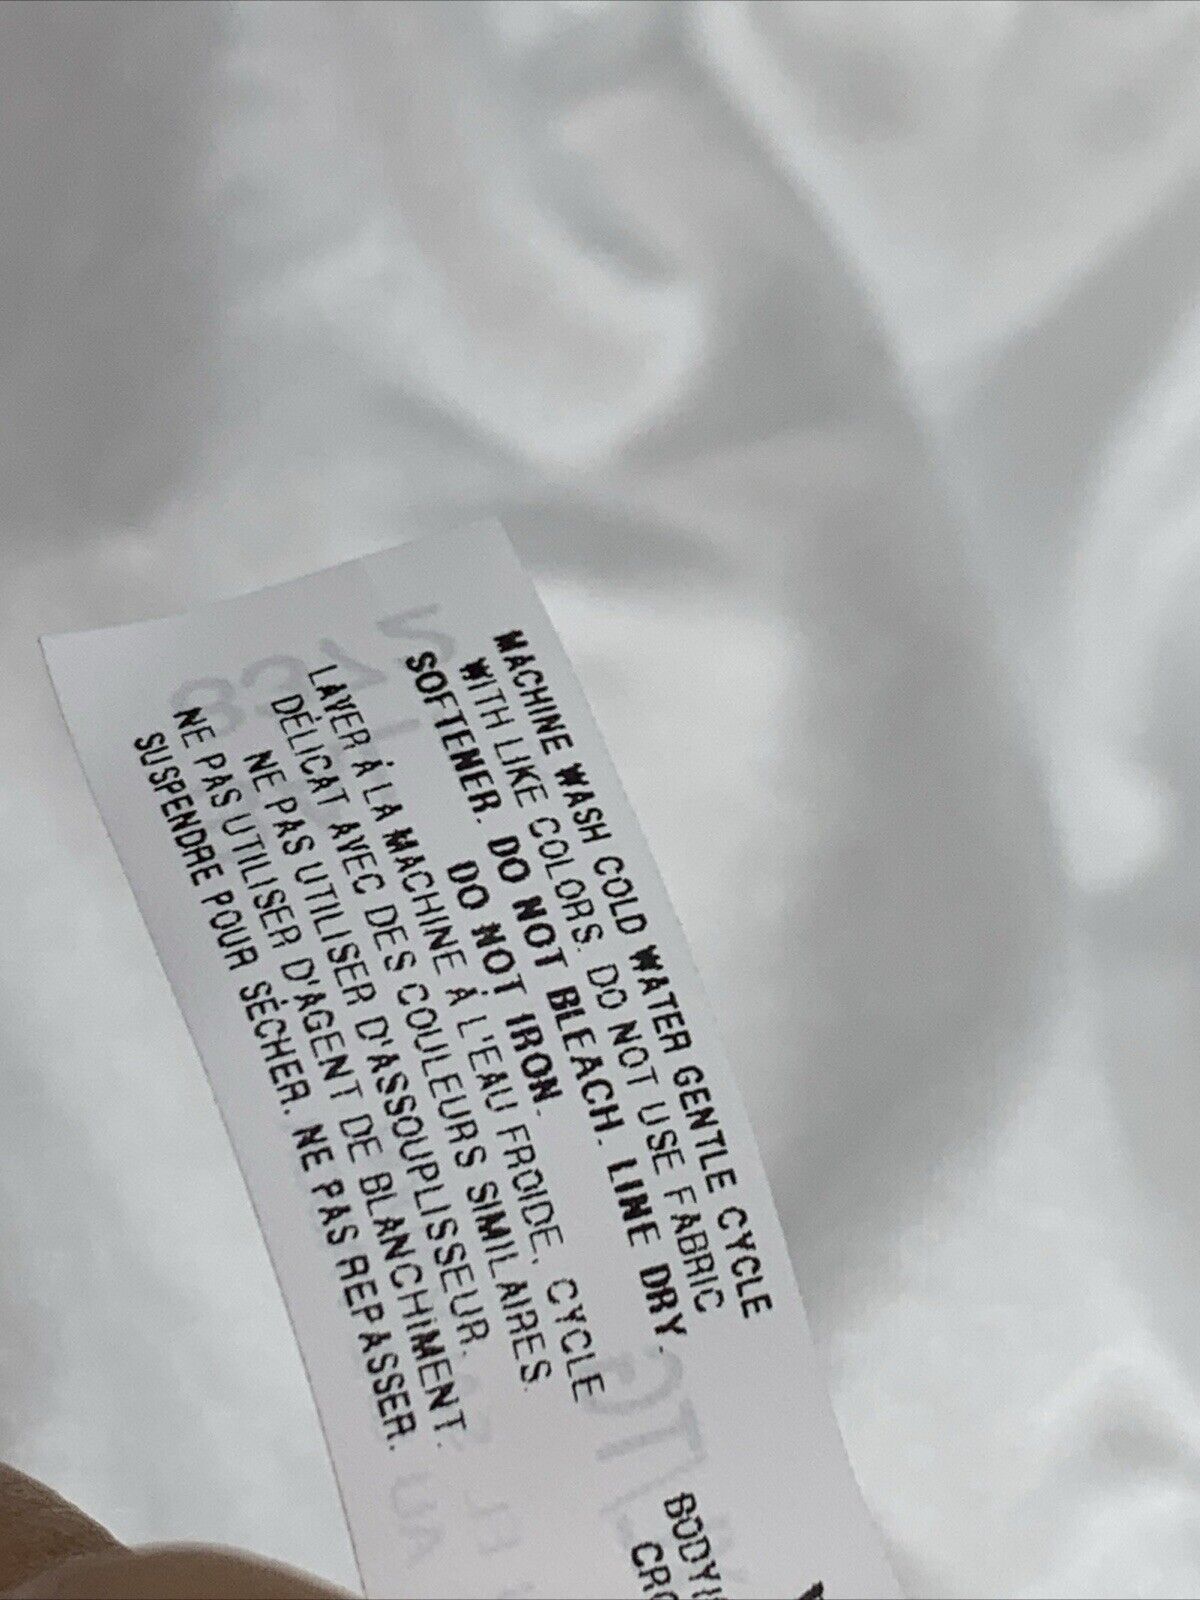 MACHINE WASH COLD WATER GENTLE CYCLE
WITH LIKE COLORS. DO NOT USE FABRIC
SOFTENER. DO NOT BLEACH. LINE DRY.
DO NOT IRON.
LAVER À LA MACHINE À L'EAU FROIDE, CYCLE
DÉLICAT AVEC DES COULEURS SIMILAIRES.
NE PAS UTILISER D'ASSOUPLISSEUR.
NE PAS UTILISER D'AGENT DE BLANCHIMENT.
SUSPENDRE POUR SÉCHER. NE PAS REPASSER.